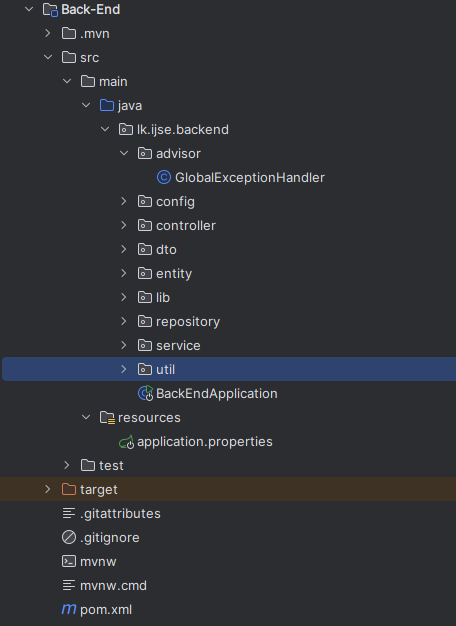 Back-End
.mvn
src
main
java
lk.ijse.backend
advisor
GlobalExceptionHandler
config
controller
dto
entity
lib
repository
service
util
BackEndApplication
resources
application.properties
test
target
.gitattributes
.gitignore
mvnw
mvnw.cmd
pom.xml